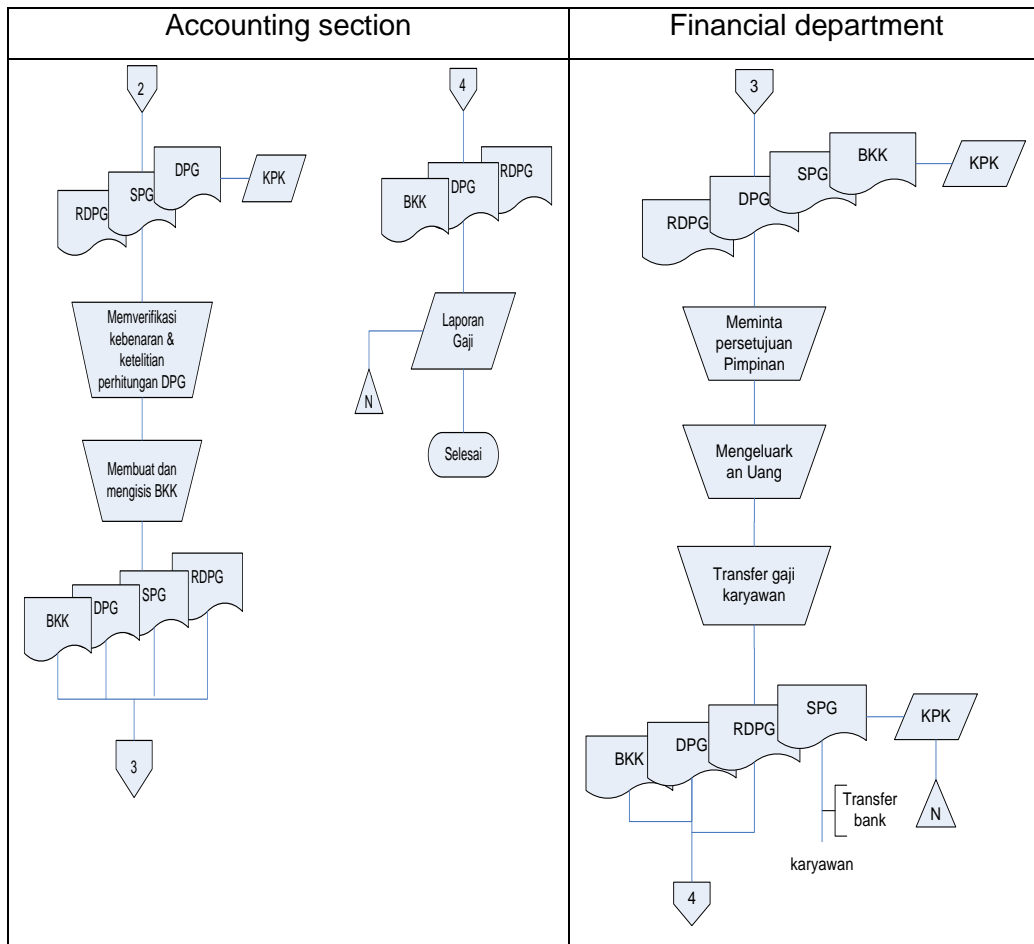 Accounting section
Financial department
2
DPG
SPG
RDPG
KPK
Memverifikasi
kebenaran &
ketelitian
perhitungan DPG
Membuat dan
mengisis BKK
RDPG
SPG
DPG
BKK
3
4
RDPG
DPG
BKK
Laporan
Gaji
N
Selesai
3
BKK
SPG
DPG
RDPG
KPK
Meminta
persetujuan
Pimpinan
Mengeluark
an Uang
Transfer gaji
karyawan
SPG
RDPG
DPG
BKK
KPK
N
Transfer
bank
karyawan
4